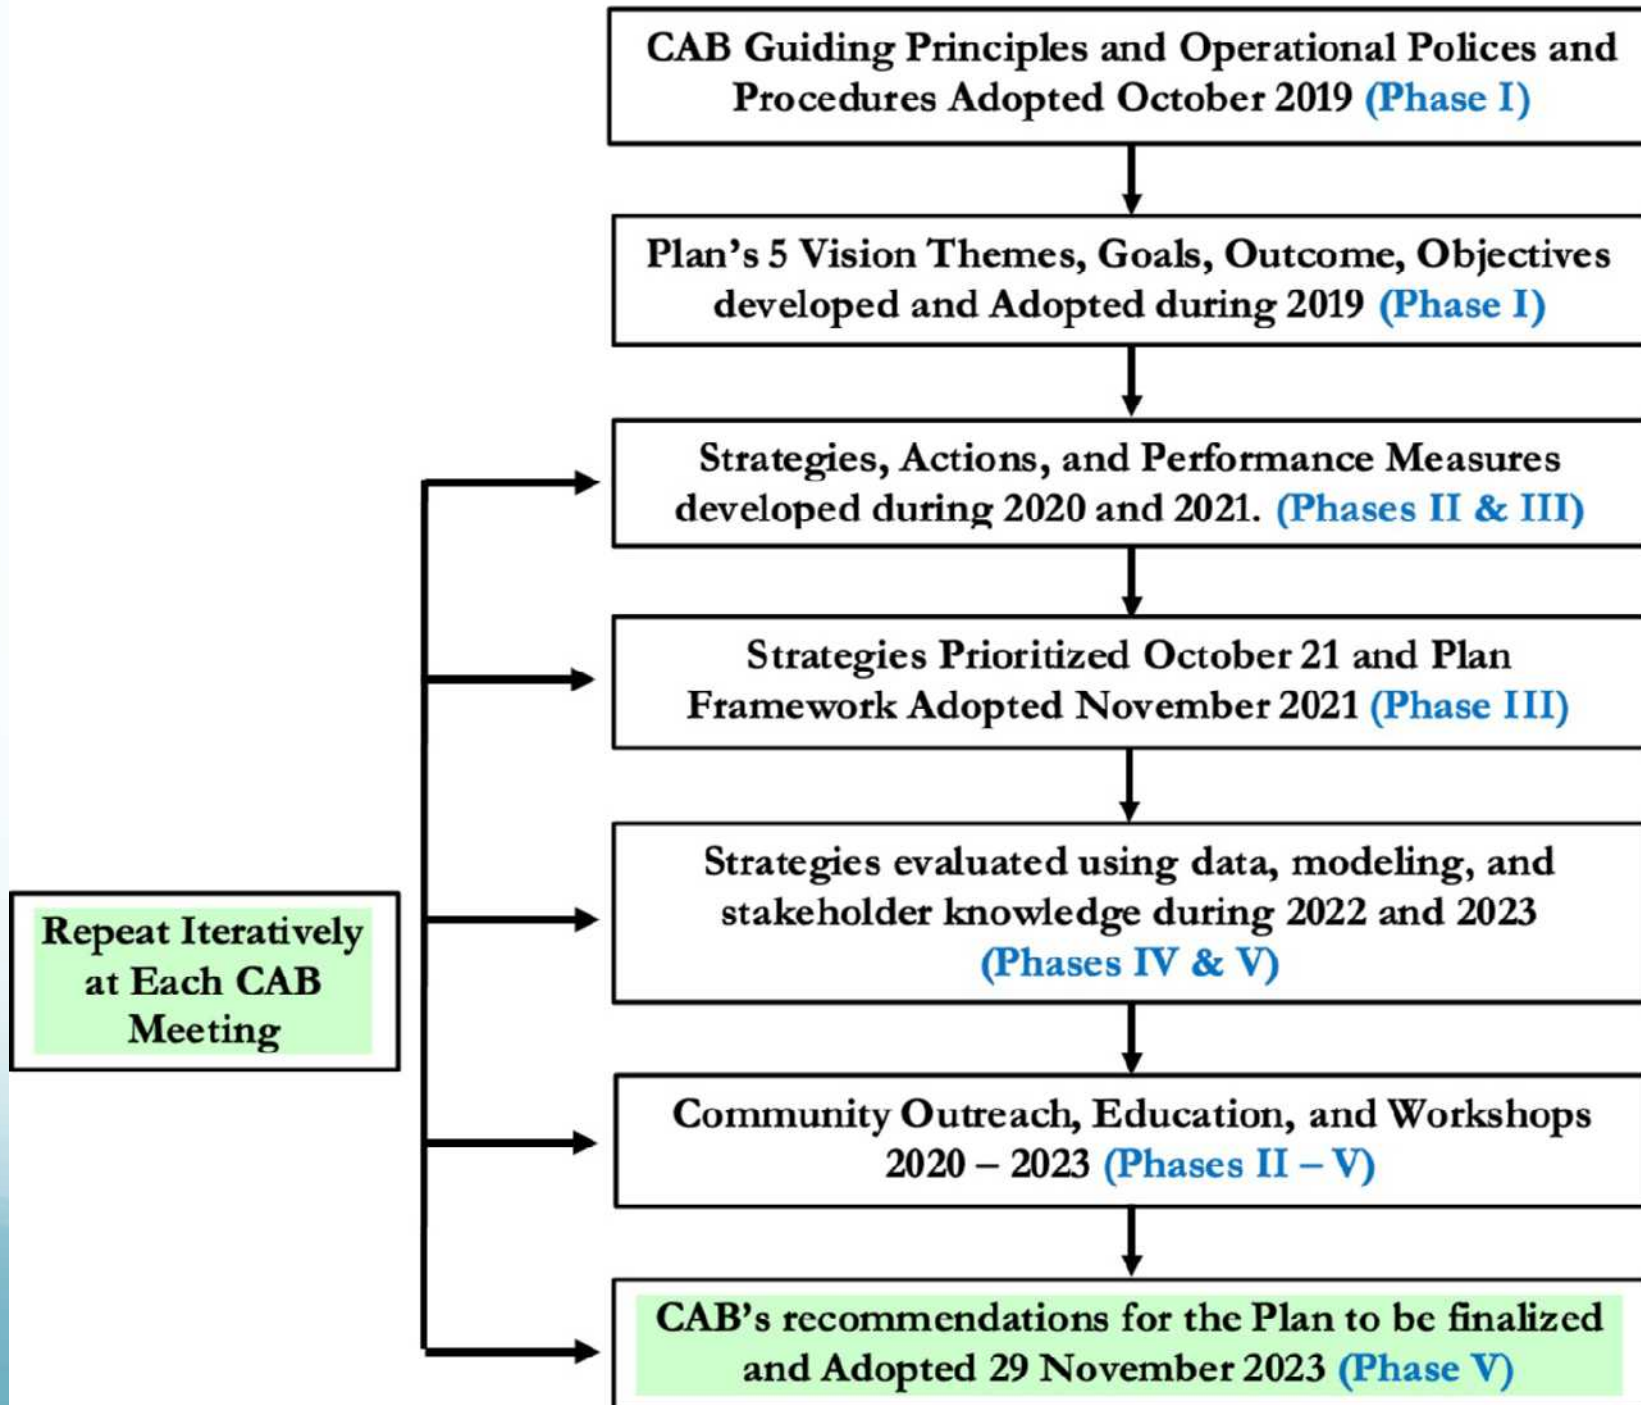 CAB Guiding Principles and Operational Polices and
Procedures Adopted October 2019 (Phase I)
Plan's 5 Vision Themes, Goals, Outcome, Objectives
developed and Adopted during 2019 (Phase I)
Strategies, Actions, and Performance Measures
developed during 2020 and 2021. (Phases II & III)
Strategies Prioritized October 21 and Plan
Framework Adopted November 2021 (Phase III)
Strategies evaluated using data, modeling, and
stakeholder knowledge during 2022 and 2023
(Phases IV & V)
Repeat Iteratively
at Each CAB
Meeting
Community Outreach, Education, and Workshops
2020 – 2023 (Phases II – V)
CAB's recommendations for the Plan to be finalized
and Adopted 29 November 2023 (Phase V)